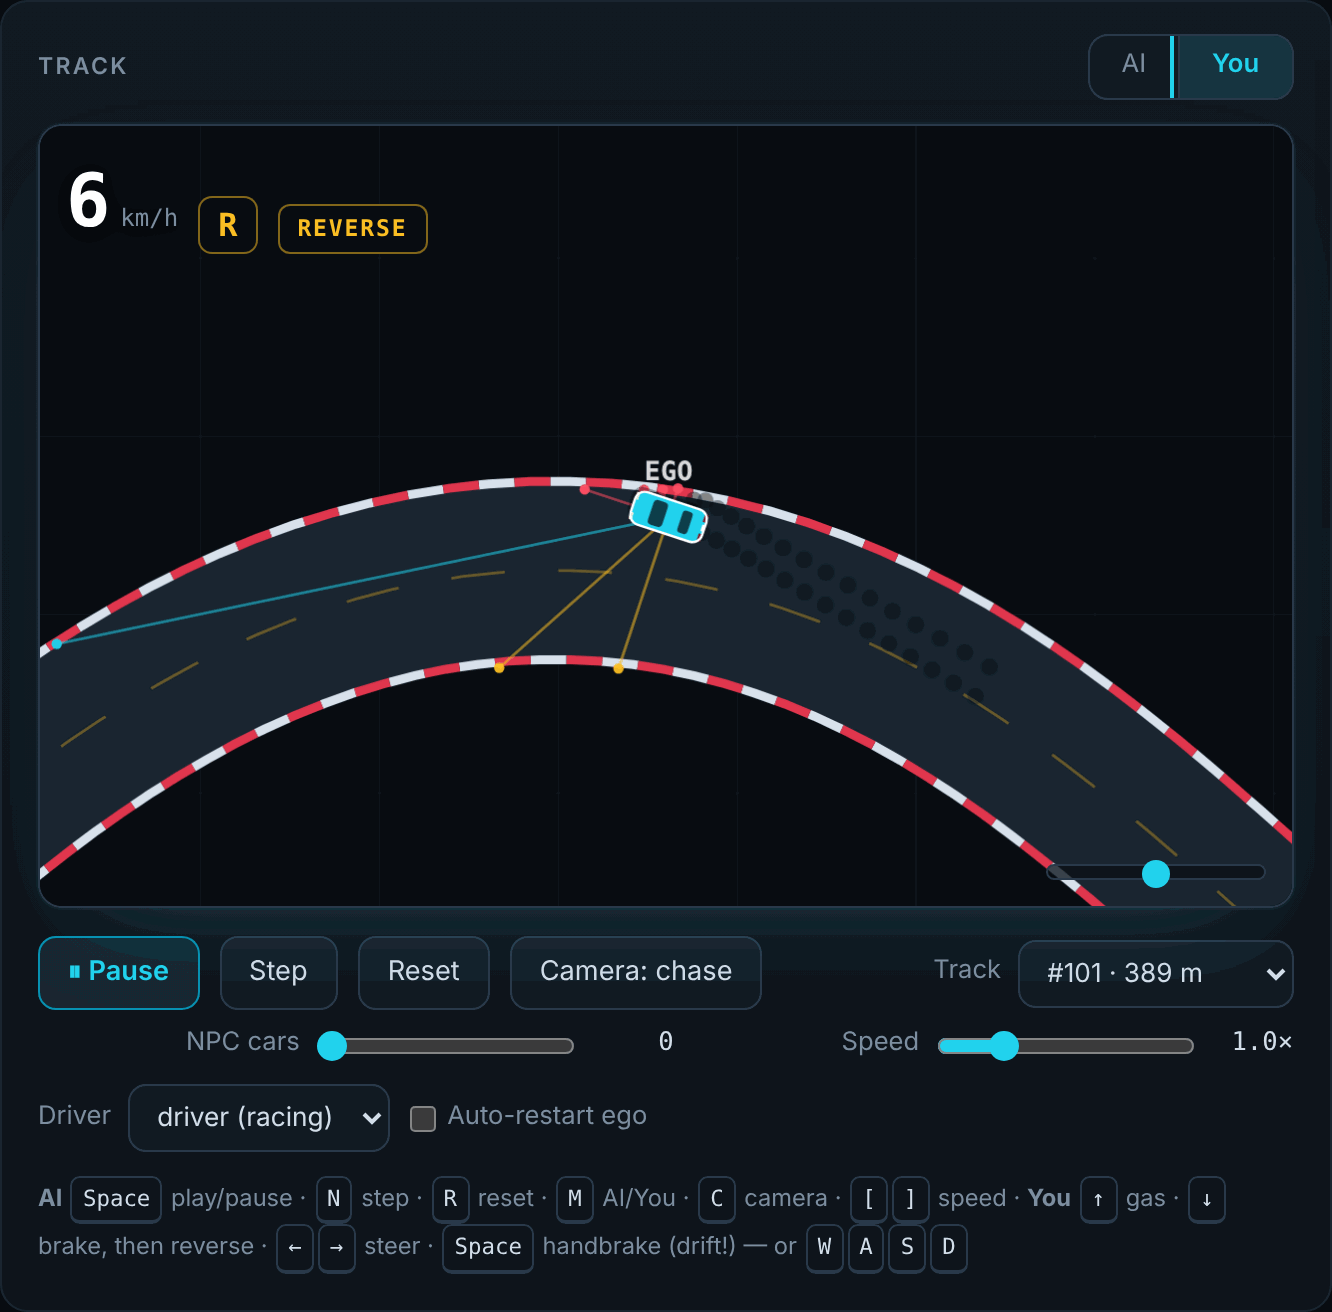 TRACK
AI You
6 km/h R REVERSE
EGO
Pause Step Reset Camera: chase Track #101 · 389 m
NPC cars 0 Speed 1.0×
Driver driver (racing) Auto-restart ego
AI Space play/pause · N step · R reset · M AI/You · C camera · [ ] speed · You ↑ gas · ↓
brake, then reverse · ← → steer · Space handbrake (drift!) — or W A S D